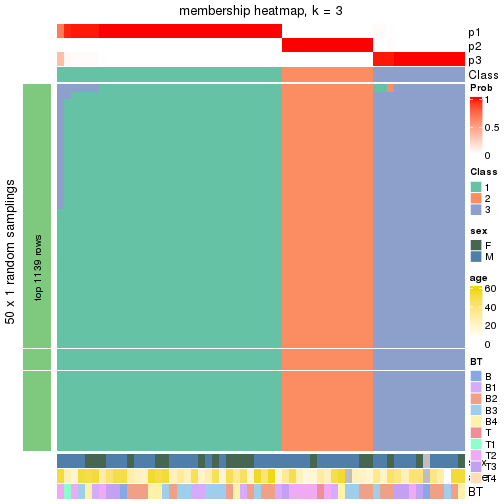 membership heatmap, k = 3
p1
p2
p3
Class
Prob
1
0.5
0
Class
1
2
3
sex
F
M
age
60
40
20
0
BT
B
B1
B2
B3
B4
T
T1
T2
T3
T4
BT
50 x 1 random samplings
top 1139 rows